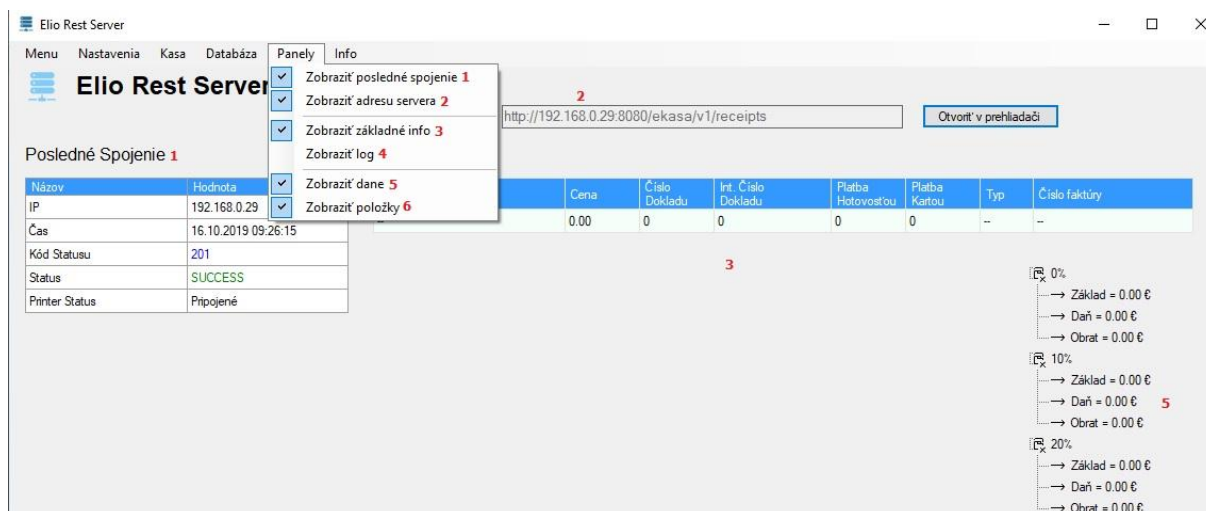 Elio Rest Server
Menu Nastavenia Kasa Databáza Panely Info
Elio Rest Server
Zobraziť posledné spojenie 1
Zobraziť adresu servera 2
Zobraziť základné info 3
Zobraziť log 4
Zobraziť dane 5
Zobraziť položky 6
2
http://192.168.0.29:8080/ekasa/v1/receipts
Otvoriť v prehliadači
Posledné Spojenie 1
Názov Hodnota
IP 192.168.0.29
Čas 16.10.2019 09:26:15
Kód Statusu 201
Status SUCCESS
Printer Status Pripojené
Cena Číslo Dokladu Int. Číslo Dokladu Platba Hotovosťou Platba Kartou Typ Číslo faktúry
0.00 0 0 0 0 -- --
3
0%
Základ = 0.00 €
Daň = 0.00 €
Obrat = 0.00 €
10%
Základ = 0.00 €
Daň = 0.00 €
5
Obrat = 0.00 €
20%
Základ = 0.00 €
Daň = 0.00 €
Obrat = 0.00 €